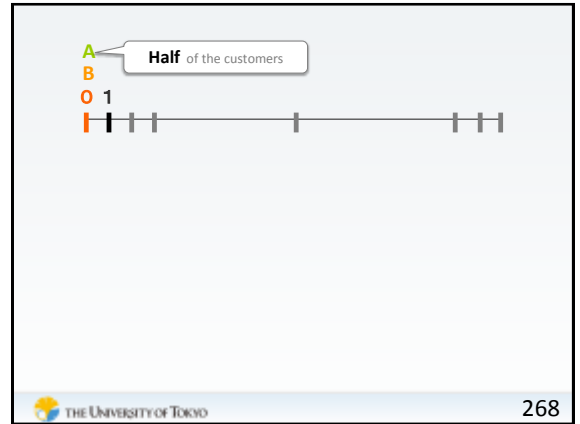 A
Half of the customers
B
0 1
THE UNIVERSITY OF TOKYO
268